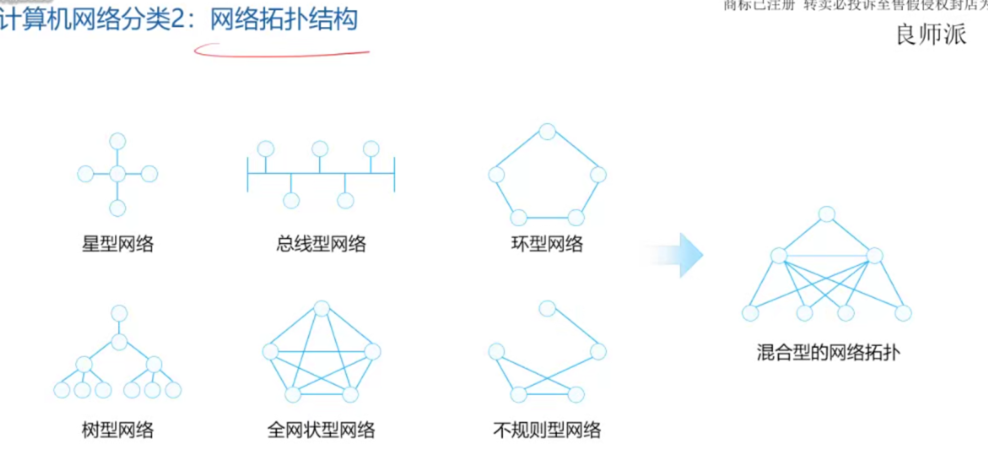 计算机网络分类2：网络拓扑结构
商标已注册 转卖必投诉至售假侵权封店为
良师派
星型网络
总线型网络
环型网络
树型网络
全网状型网络
不规则型网络
混合型的网络拓扑